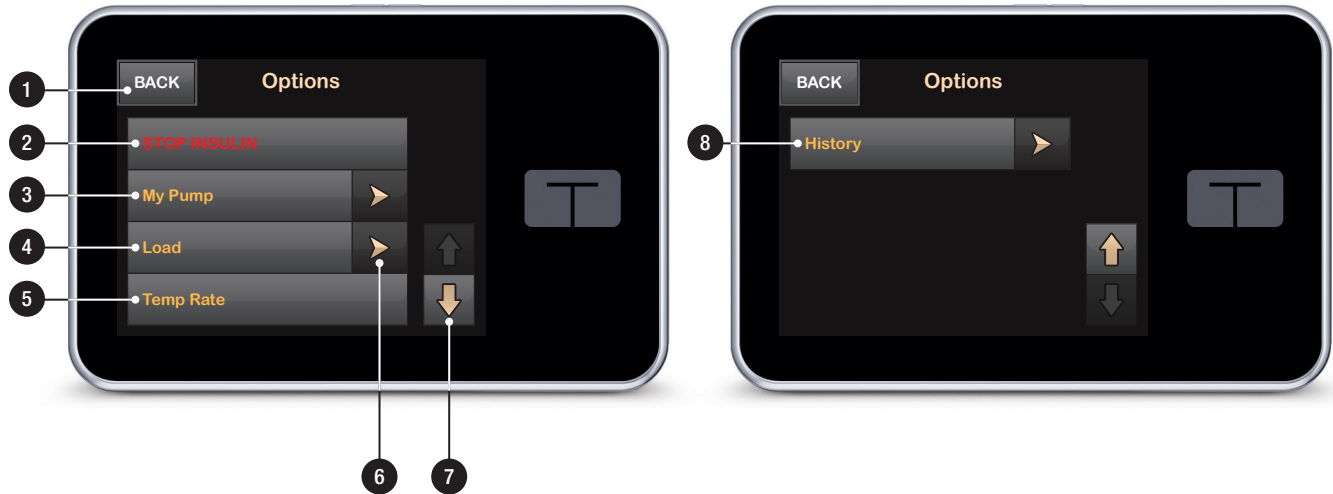 BACK Options
STOP INSULIN
My Pump
Load
Temp Rate
1
2
3
4
5
6
7
BACK Options
History
8